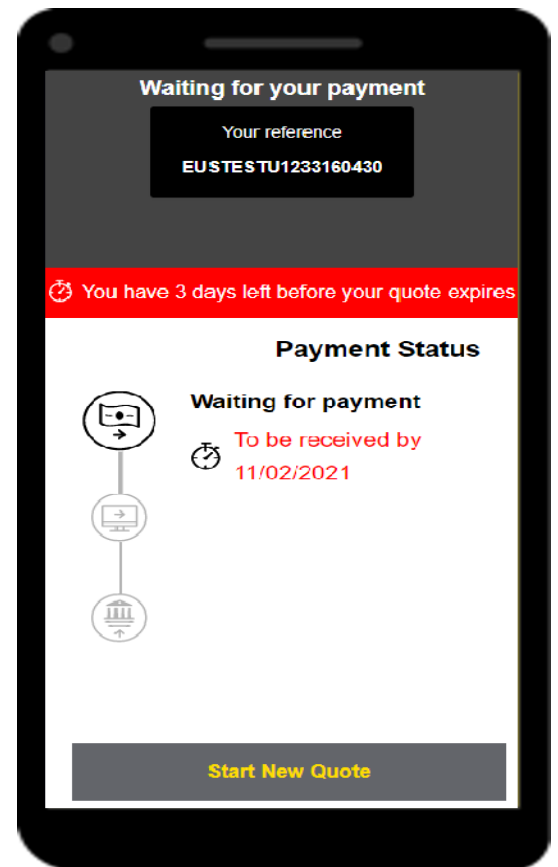 Waiting for your payment
Your reference
EUSTESTU1233160430
You have 3 days left before your quote expires
Payment Status
Waiting for payment
To be received by
11/02/2021
Start New Quote